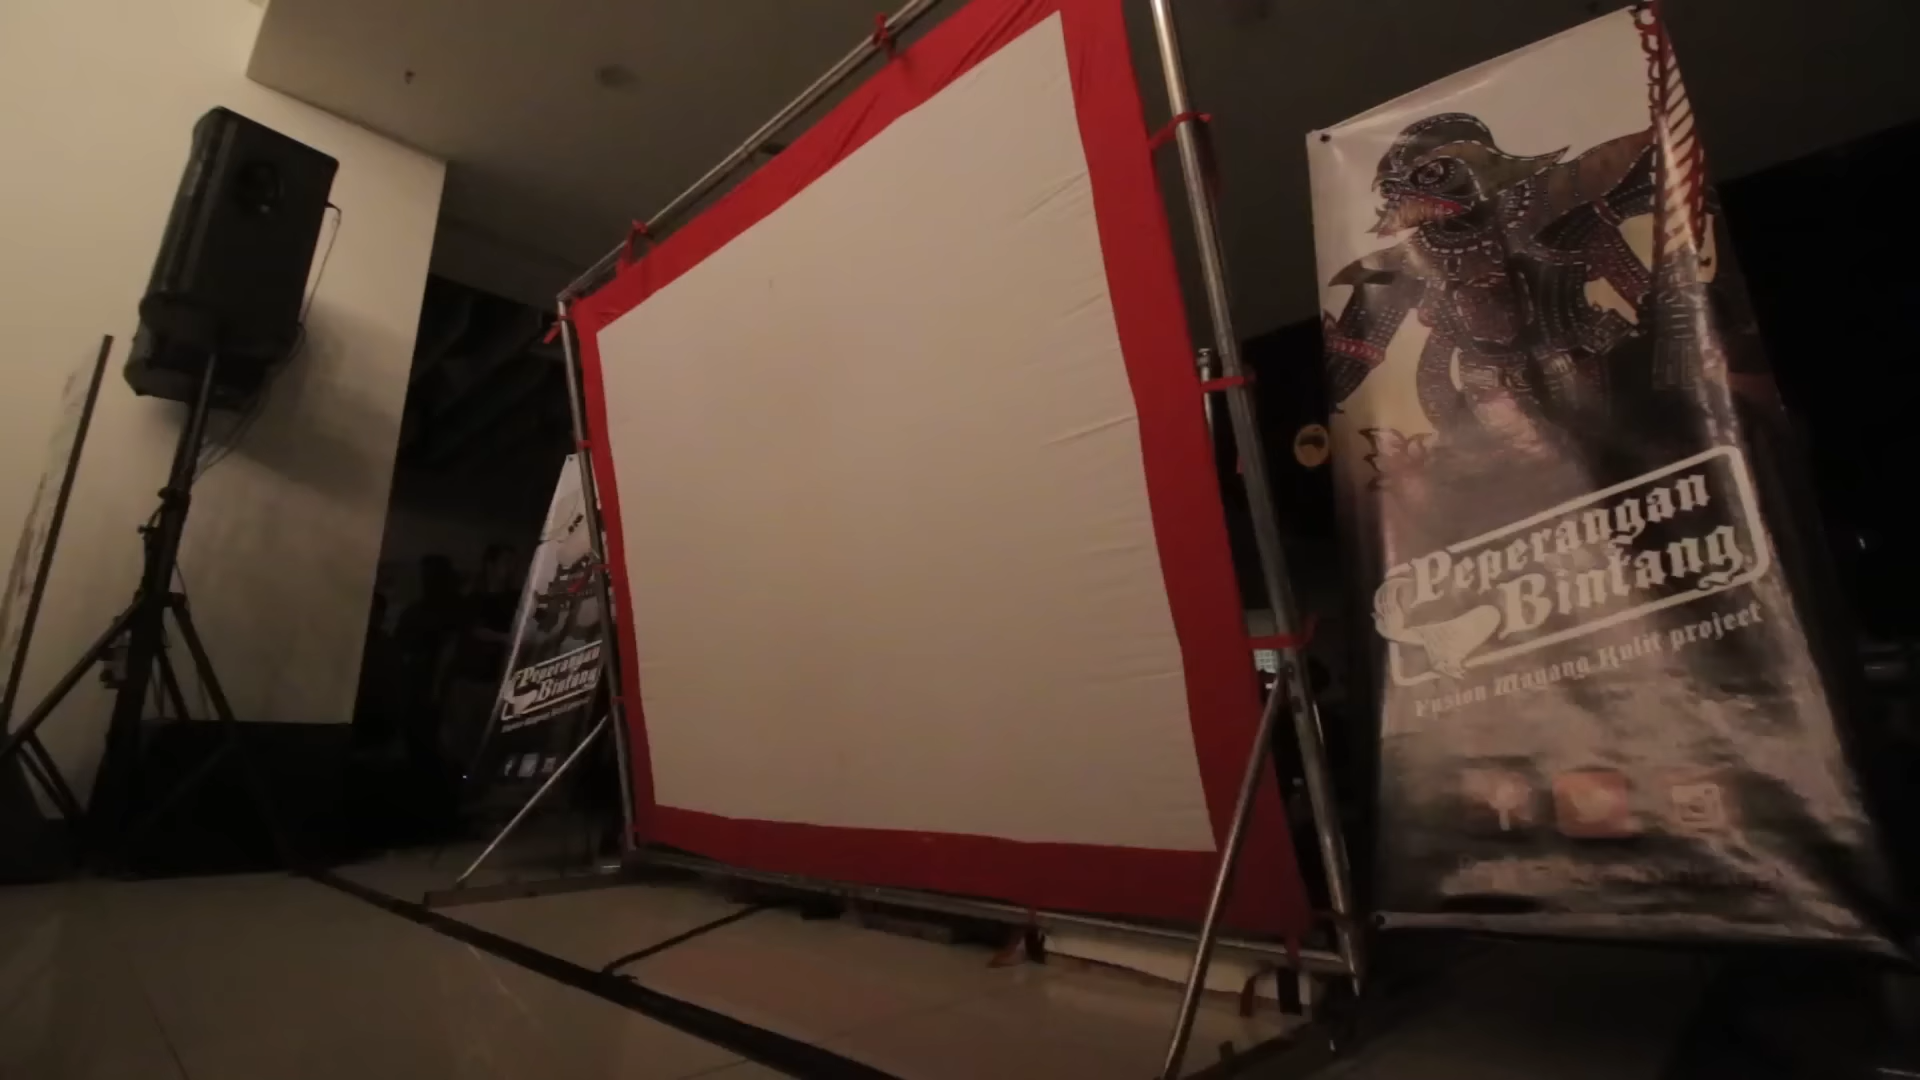 Peperangan
Bintang
Fusion Wayang Kulit project
Peperangan
Bintang